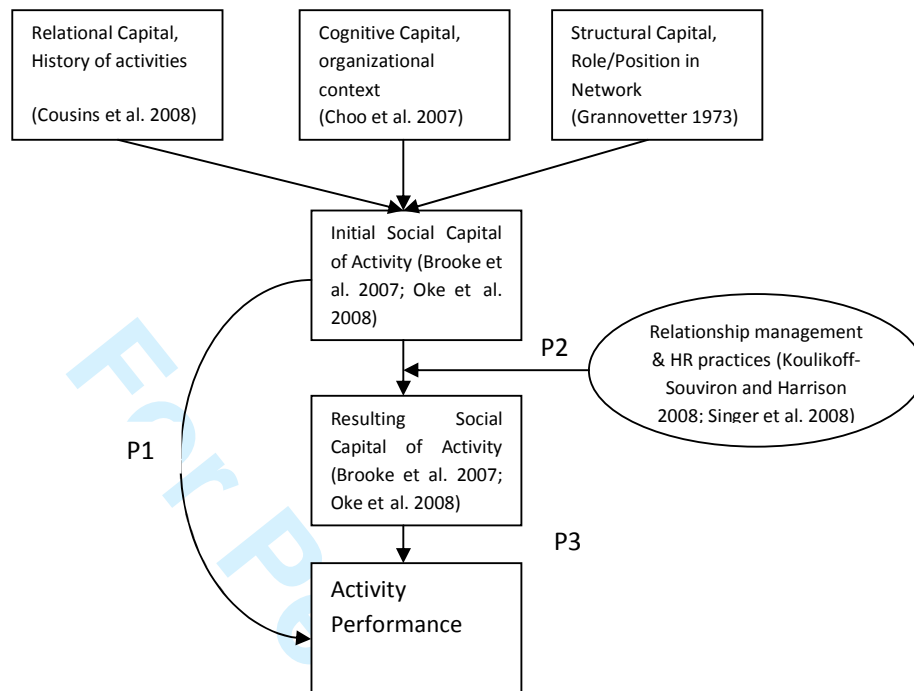 Relational Capital,
History of activities
(Cousins et al. 2008)
Cognitive Capital,
organizational
context
(Choo et al. 2007)
Structural Capital,
Role/Position in
Network
(Grannovetter 1973)
Initial Social Capital
of Activity (Brooke et
al. 2007; Oke et al.
2008)
P2
Relationship management
& HR practices (Koulikoff-
Souviron and Harrison
2008; Singer et al. 2008)
P1
Resulting Social
Capital of Activity
(Brooke et al. 2007;
Oke et al. 2008)
P3
Activity
Performance
For Pe